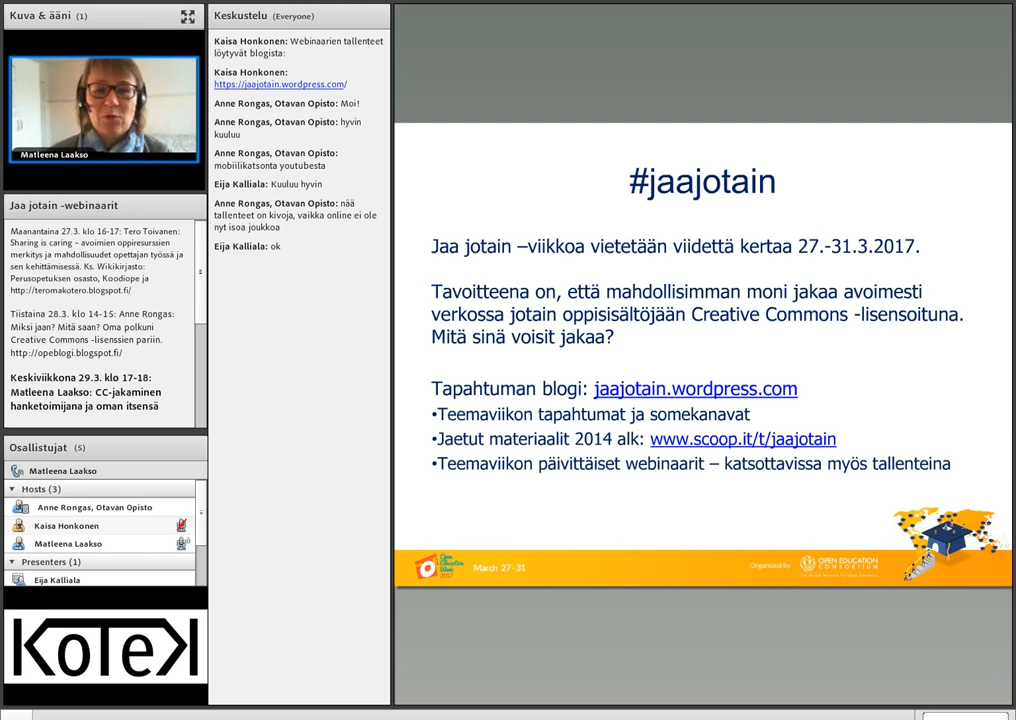 Kuva & ääni (1)
Matleena Laakso
Jaa jotain -webinaarit
Maanantaina 27.3. klo 16-17: Tero Toivanen:
Sharing is caring - avoimien oppiresurssien
merkitys ja mahdollisuudet opettajan työssä ja
sen kehittämisessä. Ks. Wikikirjasto:
Perusopetuksen osasto, Koodiope ja
http://teromakotero.blogspot.fi/
Tiistaina 28.3. klo 14-15: Anne Rongas:
Miksi jaan? Mitä saan? Oma polkuni
Creative Commons -lisenssien pariin.
http://opeblogi.blogspot.fi/
Keskiviikkona 29.3. klo 17-18:
Matleena Laakso: CC-jakaminen
hanketoimijana ja oman itsensä
Osallistujat (5)
Matleena Laakso
Hosts (3)
Anne Rongas, Otavan Opisto
Kaisa Honkonen
Matleena Laakso
Presenters (1)
Eija Kalliala
KoTeK
Keskustelu (Everyone)
Kaisa Honkonen: Webinaarien tallenteet
löytyvät blogista:
Kaisa Honkonen:
https://jaajotain.wordpress.com/
Anne Rongas, Otavan Opisto: Moi!
Anne Rongas, Otavan Opisto: hyvin
kuuluu
Anne Rongas, Otavan Opisto:
mobiilikatsonta youtubesta
Eija Kalliala: Kuuluu hyvin
Anne Rongas, Otavan Opisto: nää
tallenteet on kivoja, vaikka online ei ole
nyt isoa joukkoa
Eija Kalliala: ok
#jaajotain
Jaa jotain –viikkoa vietetään viidettä kertaa 27.-31.3.2017.
Tavoitteena on, että mahdollisimman moni jakaa avoimesti
verkossa jotain oppisisältöjään Creative Commons -lisensoituna.
Mitä sinä voisit jakaa?
Tapahtuman blogi: jaajotain.wordpress.com
•Teemaviikon tapahtumat ja somekanavat
•Jaetut materiaalit 2014 alk: www.scoop.it/t/jaajotain
•Teemaviikon päivittäiset webinaarit – katsottavissa myös tallenteina
Open
Education
Week
2017
March 27-31
Organized by
OPEN EDUCATION
CONSORTIUM